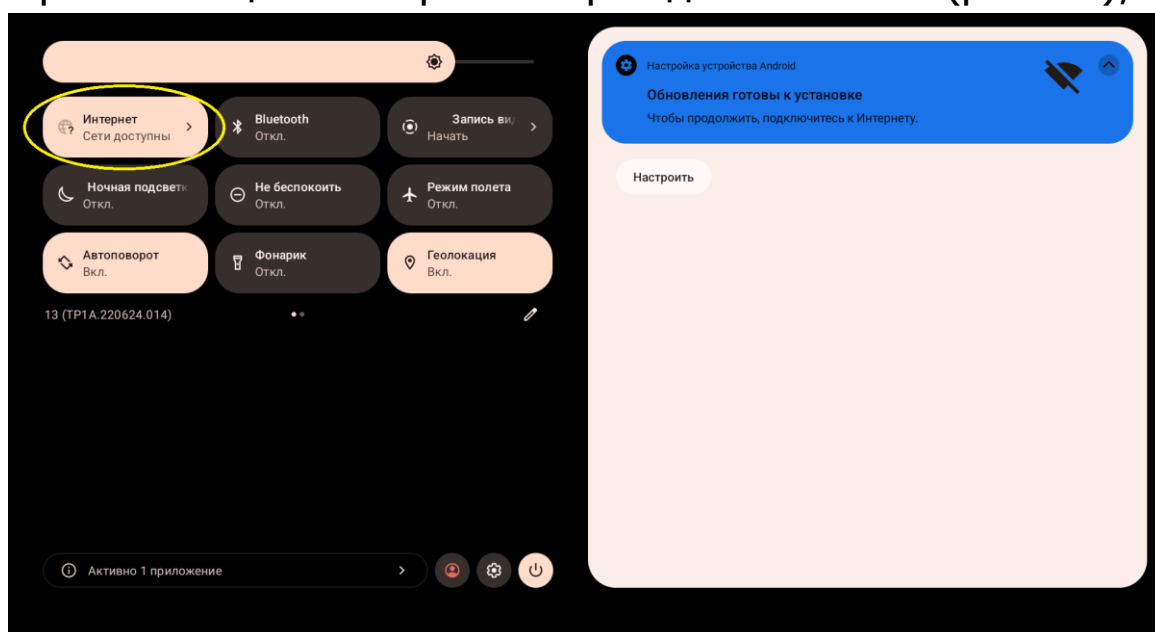 Интернет
Сети доступны
Bluetooth
Откл.
Запись ви
Начать
Ночная подсветк
Откл.
Не беспокоить
Откл.
Режим полета
Откл.
Автоповорот
Вкл.
Фонарик
Откл.
Геолокация
Вкл.
13 (TP1A.220624.014)
Активно 1 приложение
Настройка устройства Android
Обновления готовы к установке
Чтобы продолжить, подключитесь к Интернету.
Настроить